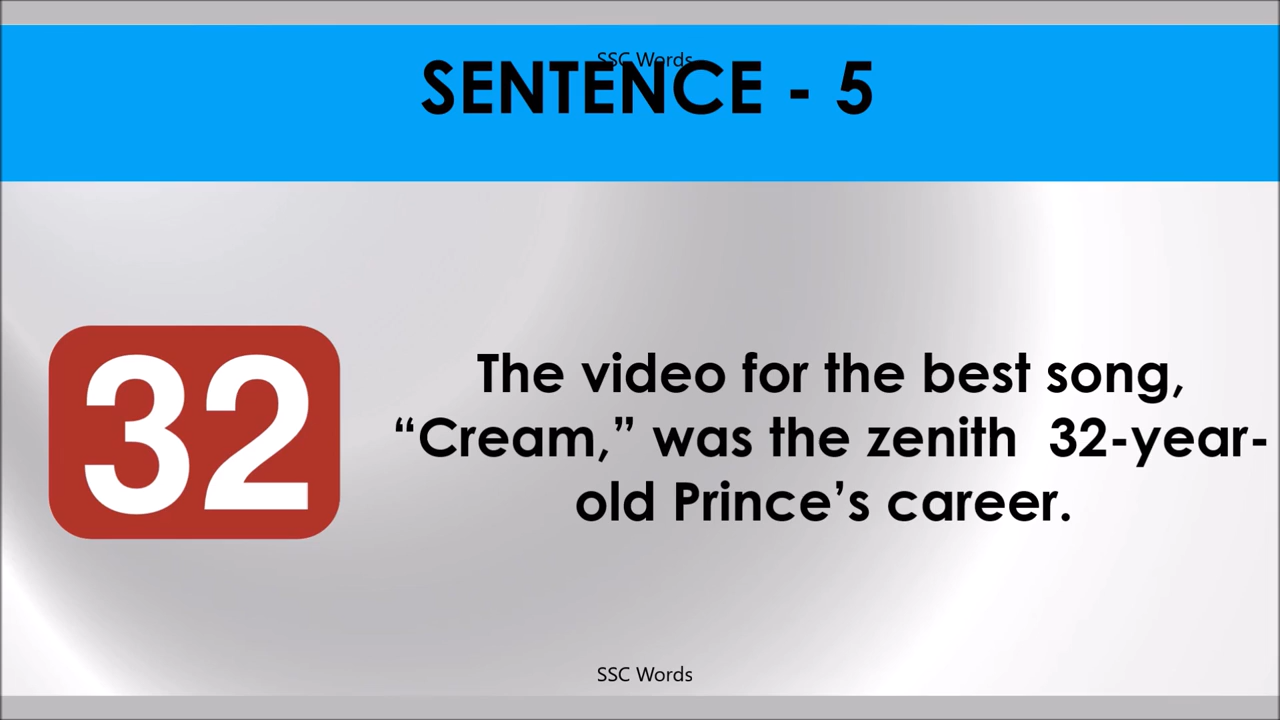 SSC Words
SENTENCE - 5
32
The video for the best song,
“Cream,” was the zenith  32-year-
old Prince’s career.
SSC Words